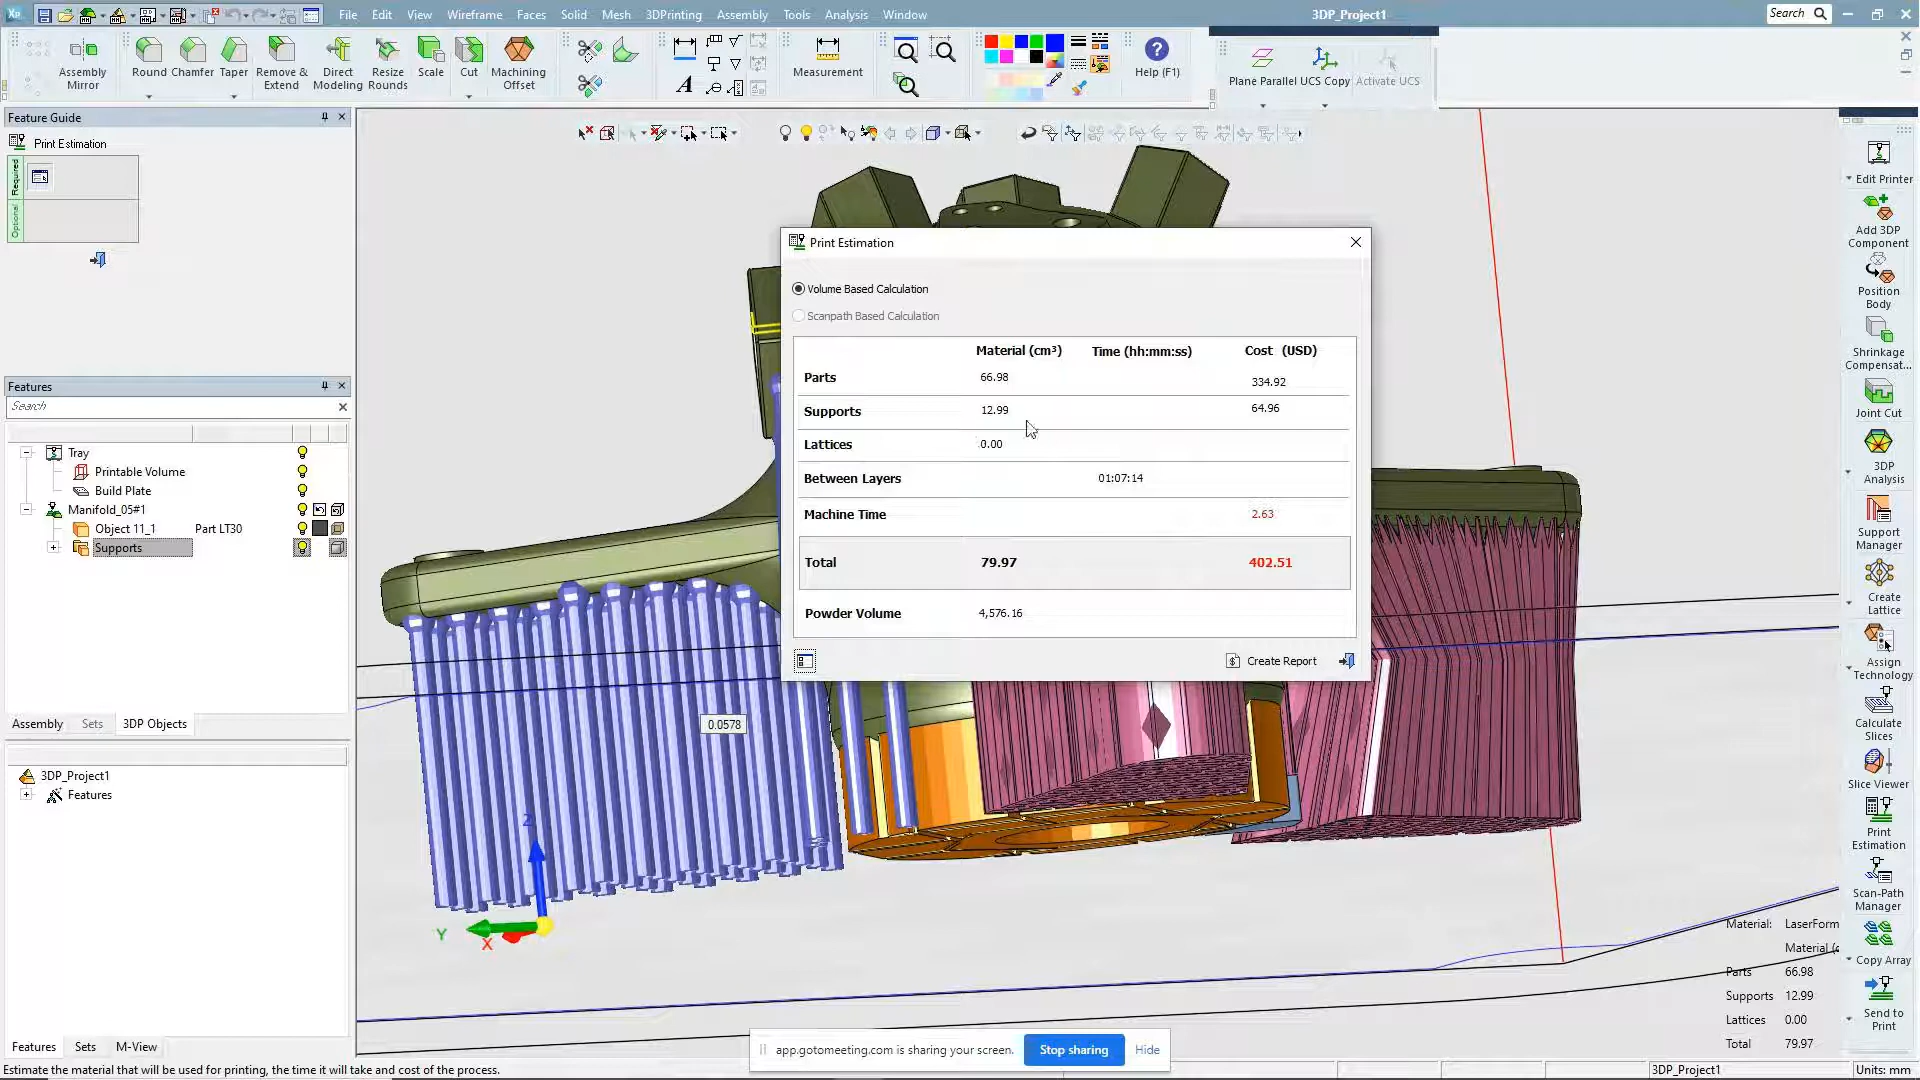 Xp
File Edit View Wireframe Faces Solid Mesh 3DPrinting Assembly Tools Analysis Window
3DP_Project1
Search
Assembly Mirror
Round
Chamfer
Taper
Remove & Extend
Direct Modeling
Resize Rounds
Scale
Cut
Machining Offset
Measurement
Help (F1)
Plane Parallel
UCS Copy
Activate UCS
Feature Guide
Print Estimation
Required
Optional
Features
Search
Tray
Printable Volume
Build Plate
Manifold_05#1
Object 11_1 Part LT30
Supports
Assembly Sets 3DP Objects
3DP_Project1
Features
Features Sets M-View
Print Estimation
Volume Based Calculation
Scanpath Based Calculation
Material (cm³) Time (hh:mm:ss) Cost (USD)
Parts 66.98 334.92
Supports 12.99 64.96
Lattices 0.00
Between Layers 01:07:14
Machine Time 2.63
Total 79.97 402.51
Powder Volume 4,576.16
Create Report
0.0578
Z
Y
X
Edit Printer
Add 3DP Component
Position Body
Shrinkage Compensat...
Joint Cut
3DP Analysis
Support Manager
Create Lattice
Assign Technology
Calculate Slices
Slice Viewer
Print Estimation
Scan-Path Manager
Copy Array
Send to Print
Material: LaserForm
Material (c
Parts 66.98
Supports 12.99
Lattices 0.00
Total 79.97
app.gotomeeting.com is sharing your screen. Stop sharing Hide
Estimate the material that will be used for printing, the time it will take and cost of the process.
3DP_Project1
Units: mm